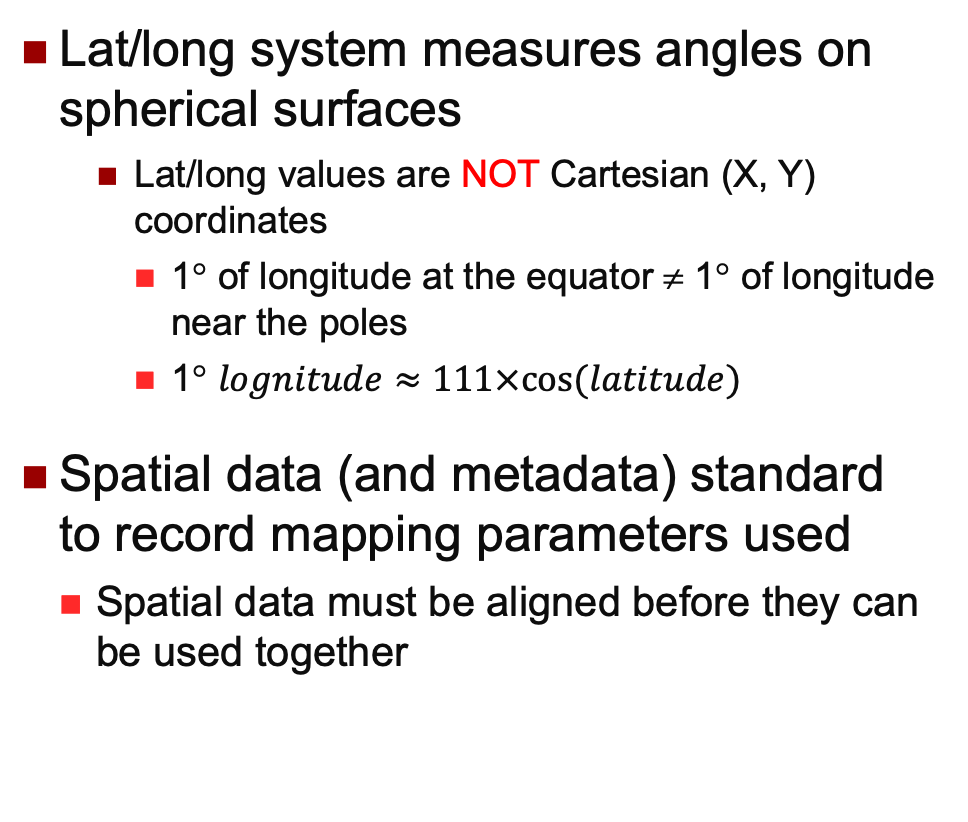 Lat/long system measures angles on
spherical surfaces
Lat/long values are NOT Cartesian (X, Y)
coordinates
1° of longitude at the equator ≠ 1° of longitude
near the poles
1° lognitude ≈ 111×cos(latitude)
Spatial data (and metadata) standard
to record mapping parameters used
Spatial data must be aligned before they can
be used together